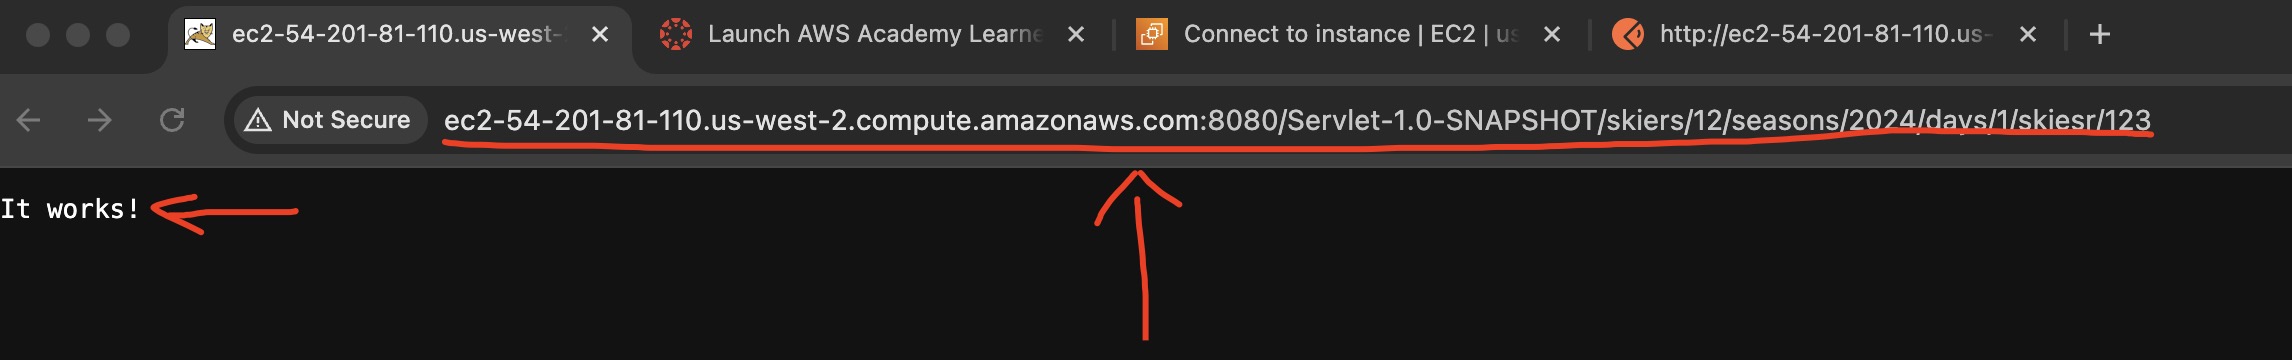 ec2-54-201-81-110.us-west-
Launch AWS Academy Learne
Connect to instance | EC2 | us
http://ec2-54-201-81-110.us-
Not Secure
ec2-54-201-81-110.us-west-2.compute.amazonaws.com:8080/Servlet-1.0-SNAPSHOT/skiers/12/seasons/2024/days/1/skiesr/123
It works!